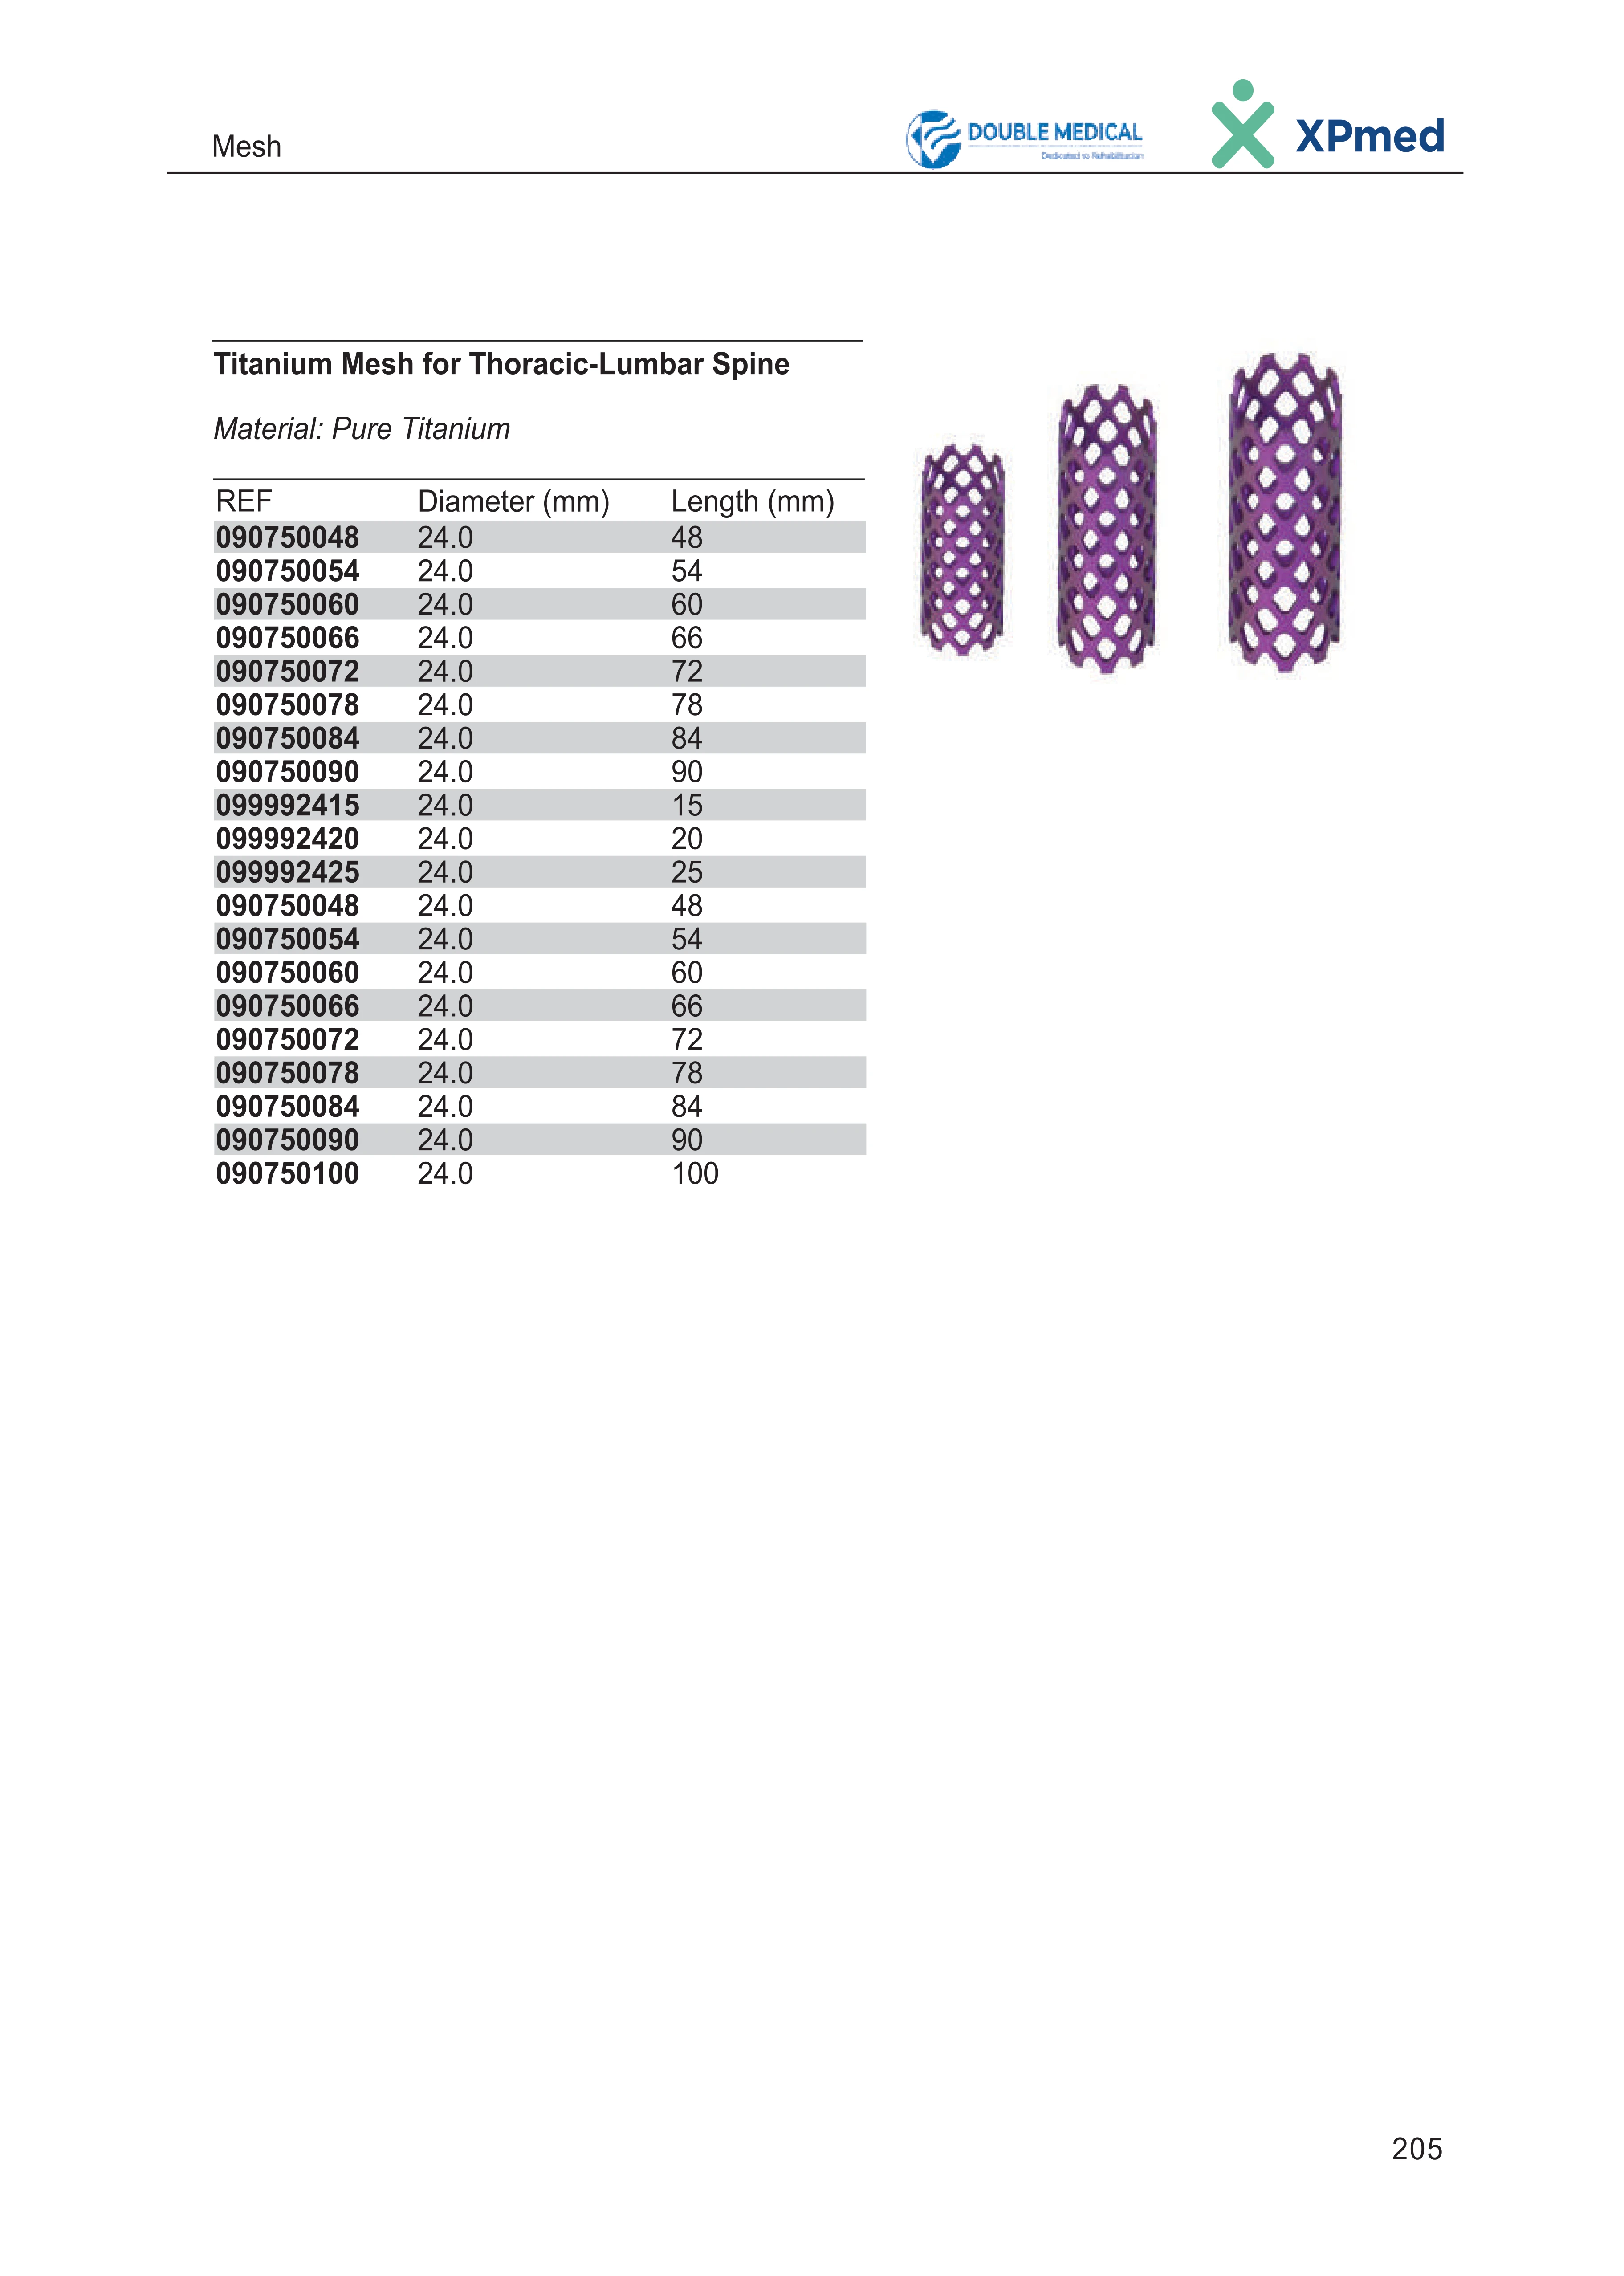 Mesh
DOUBLE MEDICAL
Dedicated to Rehabilitation
XPmed
Titanium Mesh for Thoracic-Lumbar Spine
Material: Pure Titanium
REF Diameter (mm) Length (mm)
090750048 24.0 48
090750054 24.0 54
090750060 24.0 60
090750066 24.0 66
090750072 24.0 72
090750078 24.0 78
090750084 24.0 84
090750090 24.0 90
099992415 24.0 15
099992420 24.0 20
099992425 24.0 25
090750048 24.0 48
090750054 24.0 54
090750060 24.0 60
090750066 24.0 66
090750072 24.0 72
090750078 24.0 78
090750084 24.0 84
090750090 24.0 90
090750100 24.0 100
205